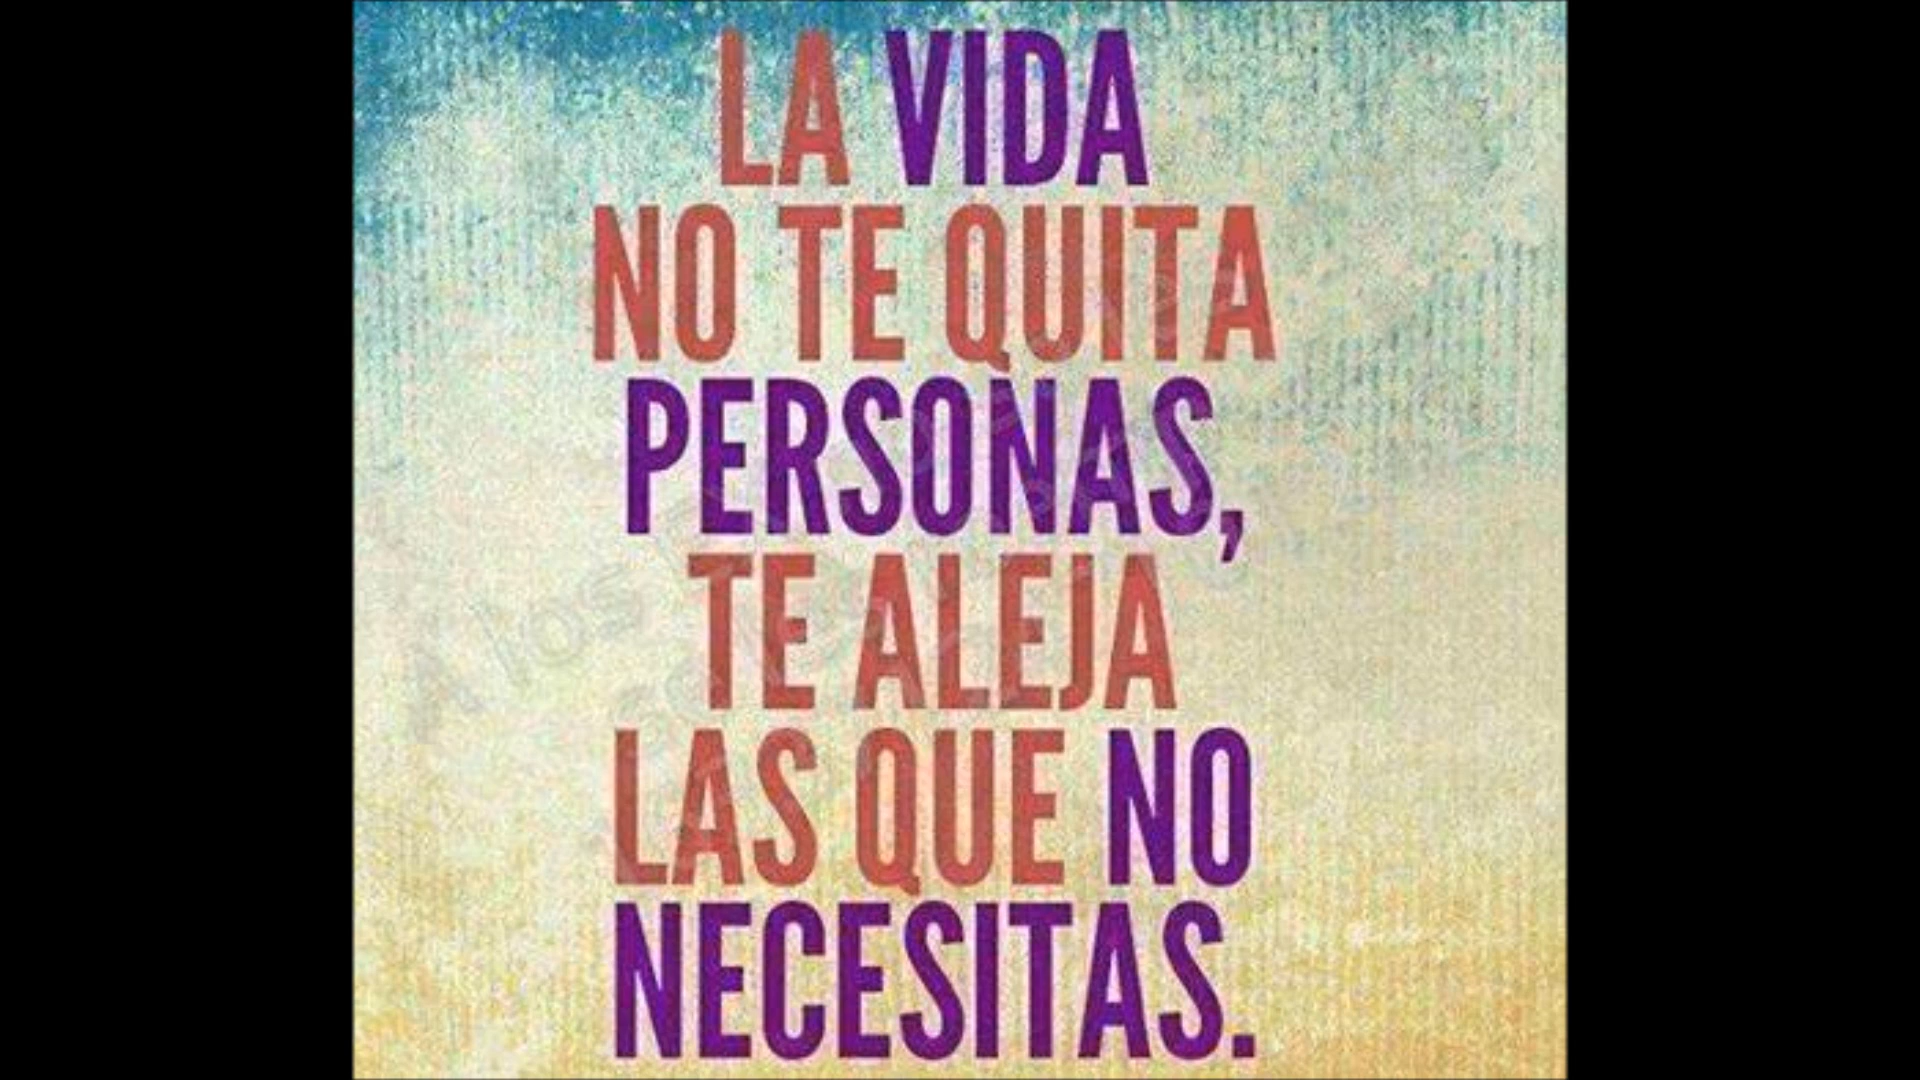 LA VIDA
NO TE QUITA
PERSONAS,
TE ALEJA
LAS QUE NO
NECESITAS.